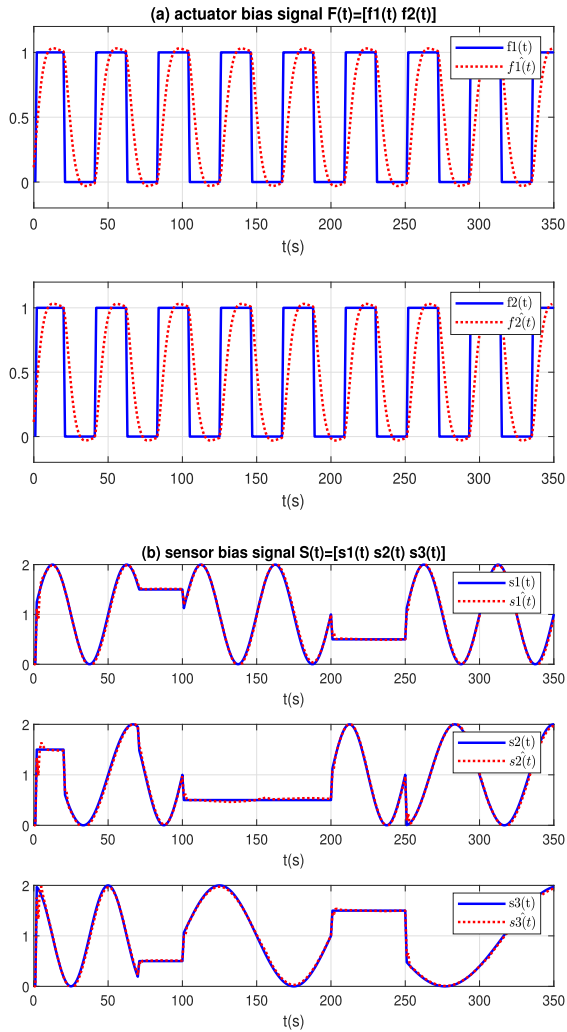 (a) actuator bias signal F(t)=[f1(t) f2(t)]
f1(t)
f1̂(t)
1
0.5
0
0 50 100 150 200 250 300 350
t(s)
f2(t)
f2̂(t)
1
0.5
0
0 50 100 150 200 250 300 350
t(s)
(b) sensor bias signal S(t)=[s1(t) s2(t) s3(t)]
s1(t)
s1̂(t)
2
1
0
0 50 100 150 200 250 300 350
t(s)
s2(t)
s2̂(t)
2
1
0
0 50 100 150 200 250 300 350
t(s)
s3(t)
s3̂(t)
2
1
0
0 50 100 150 200 250 300 350
t(s)